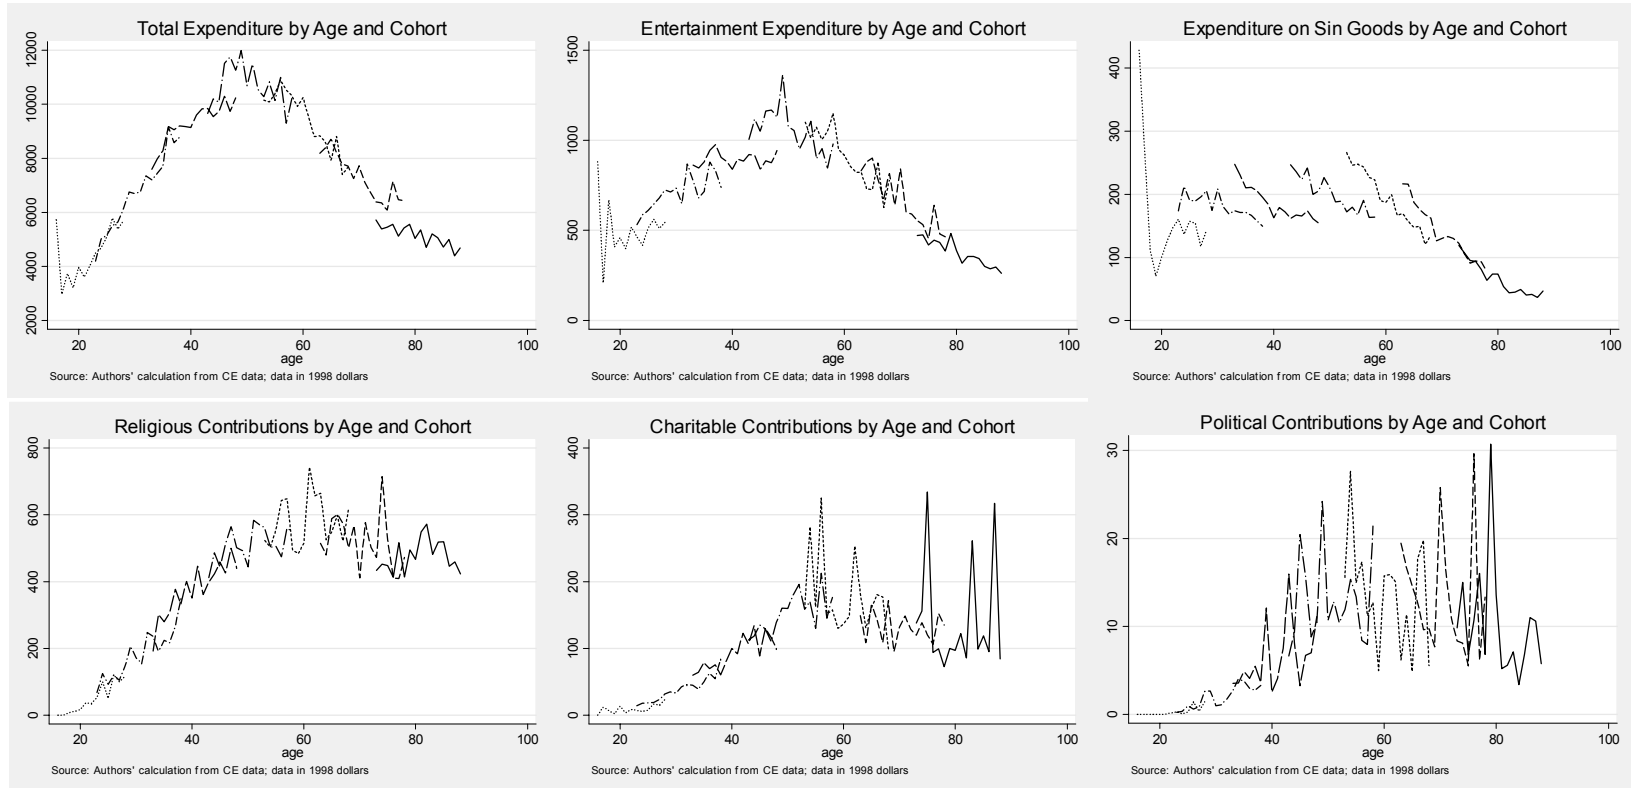 Total Expenditure by Age and Cohort
12000
10000
8000
6000
4000
2000
20 40 60 80 100
age
Source: Authors' calculation from CE data; data in 1998 dollars
Entertainment Expenditure by Age and Cohort
1500
1000
500
0
20 40 60 80 100
age
Source: Authors' calculation from CE data; data in 1998 dollars
Expenditure on Sin Goods by Age and Cohort
400
300
200
100
0
20 40 60 80 100
age
Source: Authors' calculation from CE data; data in 1998 dollars
Religious Contributions by Age and Cohort
800
600
400
200
0
20 40 60 80 100
age
Source: Authors' calculation from CE data; data in 1998 dollars
Charitable Contributions by Age and Cohort
400
300
200
100
0
20 40 60 80 100
age
Source: Authors' calculation from CE data; data in 1998 dollars
Political Contributions by Age and Cohort
30
20
10
0
20 40 60 80 100
age
Source: Authors' calculation from CE data; data in 1998 dollars